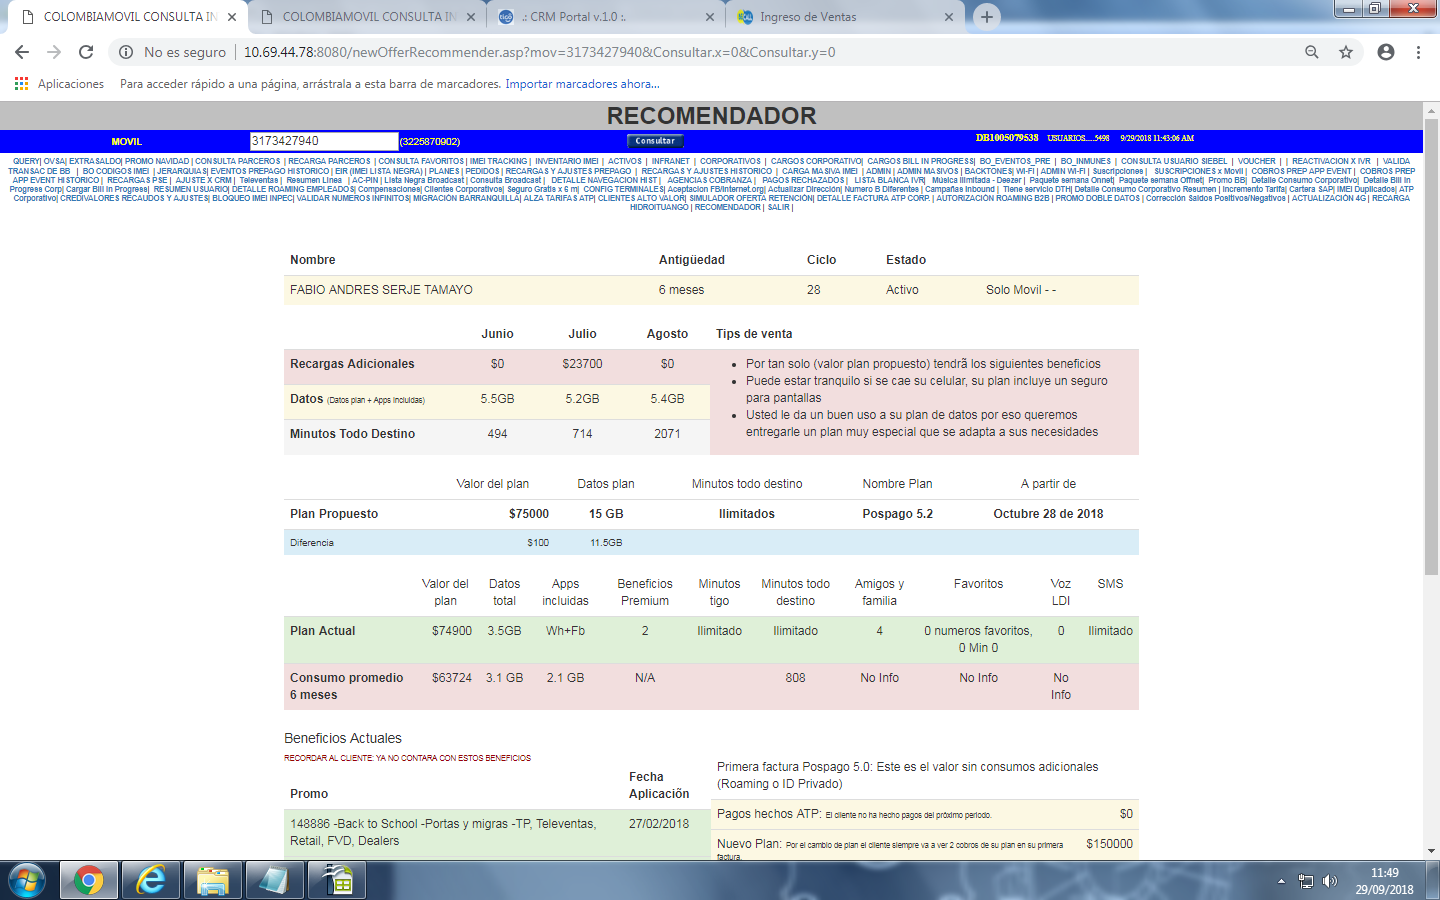 COLOMBIAMOVIL CONSULTA IN
COLOMBIAMOVIL CONSULTA IN
.: CRM Portal v.1.0 :.
Ingreso de Ventas
No es seguro | 10.69.44.78:8080/newOfferRecommender.asp?mov=3173427940&Consultar.x=0&Consultar.y=0
Aplicaciones Para acceder rápido a una página, arrástrala a esta barra de marcadores. Importar marcadores ahora...
RECOMENDADOR
MOVIL 3173427940 (3225870902) Consultar DB1005079538 USUARIOS.....5498 9/29/2018 11:43:06 AM
QUERY| OVSA| EXTRASALDO| PROMO NAVIDAD | CONSULTA PARCEROS | RECARGA PARCEROS | CONSULTA FAVORITOS | IMEI TRACKING | INVENTARIO IMEI | ACTIVOS | INFRANET | CORPORATIVOS | CARGOS CORPORATIVO| CARGOS BILL IN PROGRESS| BO_EVENTOS_PRE | BO_INMUNES | CONSULTA USUARIO SIEBEL | VOUCHER | | REACTIVACION X IVR | VALIDA
TRANSAC DE BB | BO CODIGOS IMEI | JERARQUIAS| EVENTOS PREPAGO HISTORICO | EIR (IMEI LISTA NEGRA) | PLANES | PEDIDOS | RECARGAS Y AJUSTES PREPAGO | RECARGAS Y AJUSTES HISTORICO | CARGA MASIVA IMEI | ADMIN | ADMIN MASIVOS | BACKTONES| WI-FI | ADMIN WI-FI | Suscripciones | SUSCRIPCIONES x Movil | COBROS PREP APP EVENT | COBROS PREP
APP EVENT HISTORICO | RECARGAS PSE | AJUSTE X CRM | Televentas | Resumen Linea | AC-PIN | Lista Negra Broadcast | Consulta Broadcast | DETALLE NAVEGACION HIST | AGENCIAS COBRANZA | PAGOS RECHAZADOS | LISTA BLANCA IVR| Música Ilimitada - Deezer | Paquete semana Onnet| Paquete semana Offnet| Promo BB| Detalle Consumo Corporativo| Detalle Bill In
Progress Corp| Cargar Bill In Progress| RESUMEN USUARIO| DETALLE ROAMING EMPLEADOS| Compensaciones| Clientes Corporativos| Seguro Gratis x 6 m| CONFIG TERMINALES| Aceptacion FB/Internet.org| Actualizar Dirección| Numero B Diferentes | Campañas Inbound | Tiene servicio DTH| Detalle Consumo Corporativo Resumen | Incremento Tarifa| Cartera SAP| IMEI Duplicados| ATP
Corporativo| CREDIVALORES RECAUDOS Y AJUSTES| BLOQUEO IMEI INPEC| VALIDAR NUMEROS INFINITOS| MIGRACIÓN BARRANQUILLA| ALZA TARIFAS ATP| CLIENTES ALTO VALOR| SIMULADOR OFERTA RETENCIÓN| DETALLE FACTURA ATP CORP. | AUTORIZACIÓN ROAMING B2B | PROMO DOBLE DATOS | Corrección Saldos Positivos/Negativos | ACTUALIZACIÓN 4G | RECARGA
HIDROITUANGO | RECOMENDADOR | SALIR |
Nombre Antigüedad Ciclo Estado
FABIO ANDRES SERJE TAMAYO 6 meses 28 Activo Solo Movil - -
Junio Julio Agosto Tips de venta
Recargas Adicionales $0 $23700 $0
Datos (Datos plan + Apps Incluidas) 5.5GB 5.2GB 5.4GB
Minutos Todo Destino 494 714 2071
• Por tan solo (valor plan propuesto) tendrã los siguientes beneficios
• Puede estar tranquilo si se cae su celular, su plan incluye un seguro
para pantallas
• Usted le da un buen uso a su plan de datos por eso queremos
entregarle un plan muy especial que se adapta a sus necesidades
Valor del plan Datos plan Minutos todo destino Nombre Plan A partir de
Plan Propuesto $75000 15 GB Ilimitados Pospago 5.2 Octubre 28 de 2018
Diferencia $100 11.5GB
Valor del plan Datos total Apps incluidas Beneficios Premium Minutos tigo Minutos todo destino Amigos y familia Favoritos Voz LDI SMS
Plan Actual $74900 3.5GB Wh+Fb 2 Ilimitado Ilimitado 4 0 numeros favoritos, 0 Min 0 0 Ilimitado
Consumo promedio 6 meses $63724 3.1 GB 2.1 GB N/A 808 No Info No Info No Info
Beneficios Actuales
RECORDAR AL CLIENTE: YA NO CONTARA CON ESTOS BENEFICIOS
Promo Fecha Aplicaciõn
148886 -Back to School -Portas y migras -TP, Televentas, 27/02/2018
Retail, FVD, Dealers
Primera factura Pospago 5.0: Este es el valor sin consumos adicionales
(Roaming o ID Privado)
Pagos hechos ATP: El cliente no ha hecho pagos del próximo periodo. $0
Nuevo Plan: Por el cambio de plan el cliente siempre va a ver 2 cobros de su plan en su primera $150000
factura.
11:49
29/09/2018